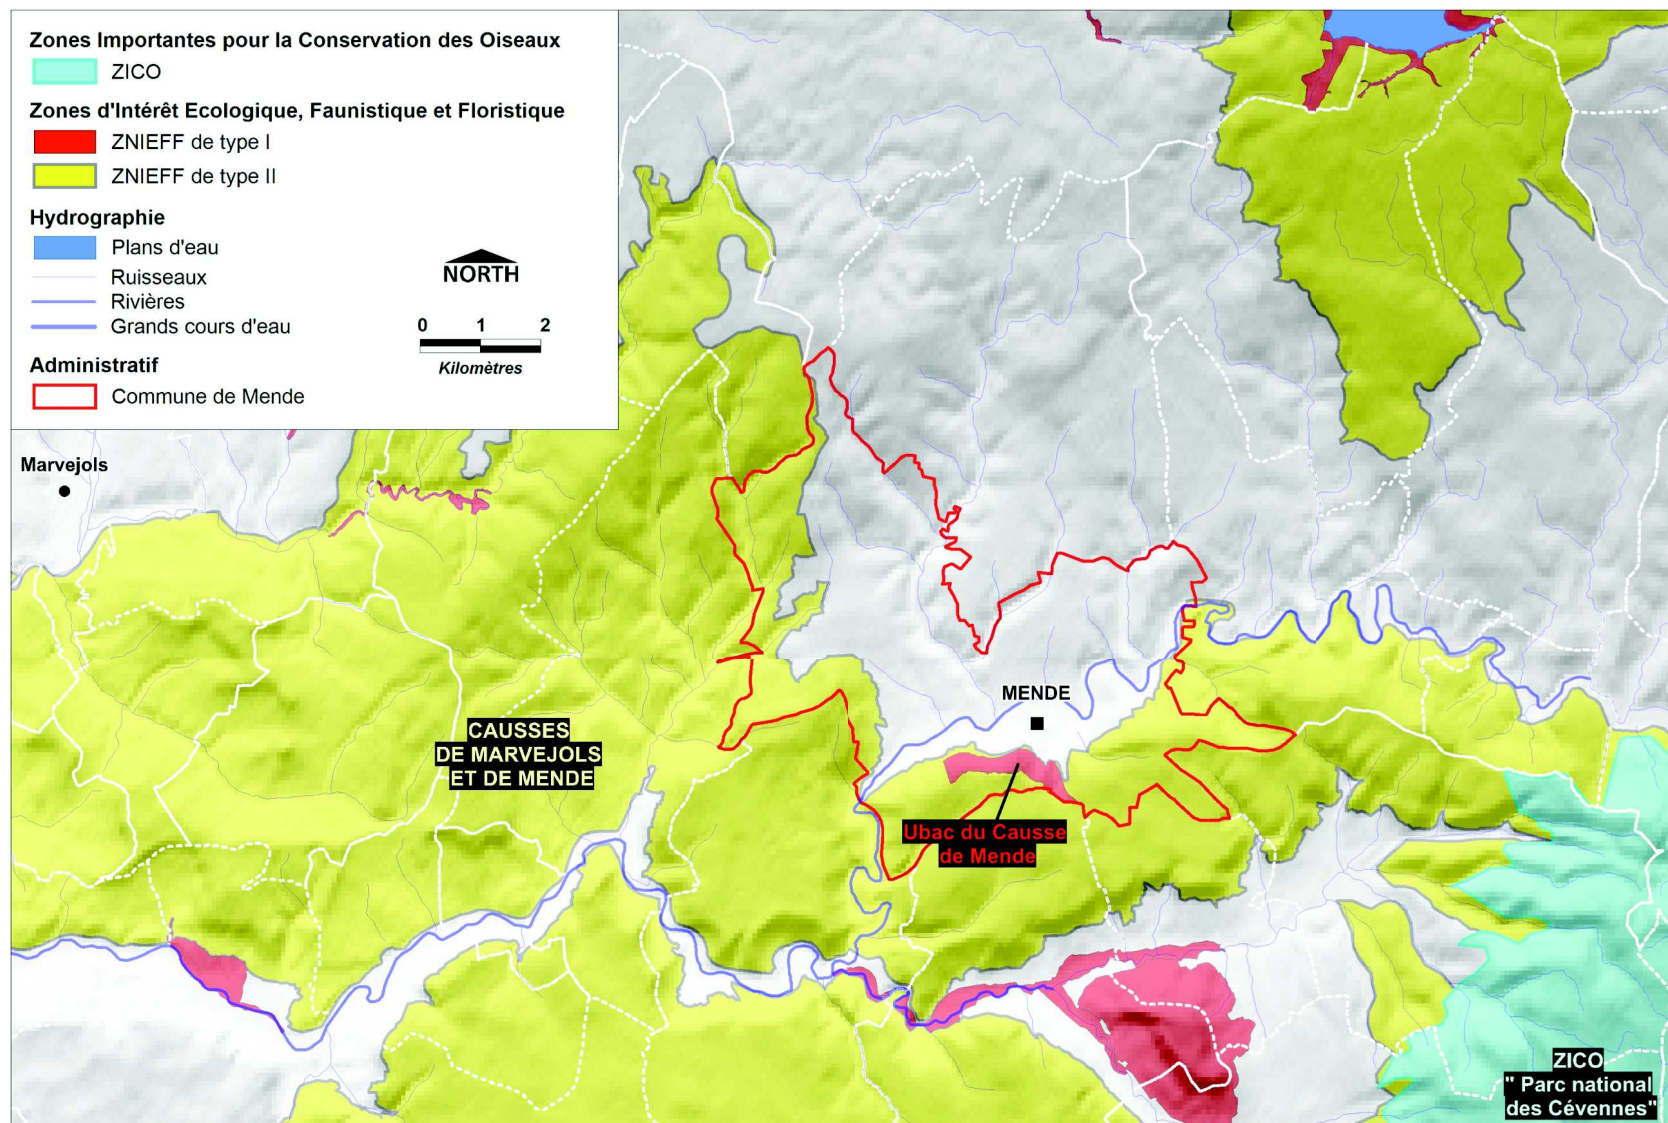 Zones Importantes pour la Conservation des Oiseaux
ZICO
Zones d'Intérêt Ecologique, Faunistique et Floristique
ZNIEFF de type I
ZNIEFF de type II
Hydrographie
Plans d'eau
Ruisseaux
Rivières
Grands cours d'eau
NORTH
0 1 2
Kilomètres
Administratif
Commune de Mende
Marvejols
MENDE
CAUSSES
DE MARVEJOLS
ET DE MENDE
Ubac du Causse
de Mende
ZICO
" Parc national
des Cévennes"